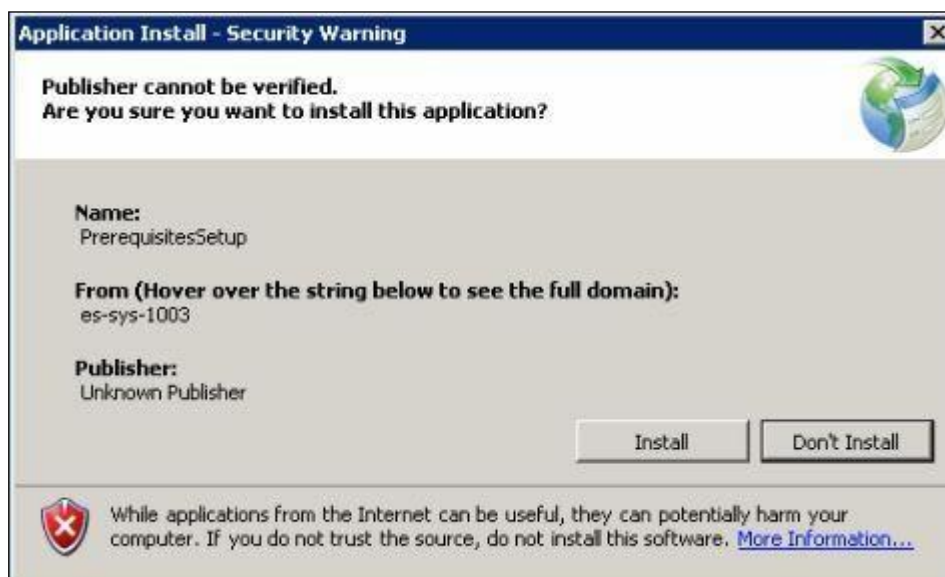 Application Install - Security Warning
Publisher cannot be verified.
Are you sure you want to install this application?
Name:
PrerequisitesSetup
From (Hover over the string below to see the full domain):
es-sys-1003
Publisher:
Unknown Publisher
Install
Don't Install
While applications from the Internet can be useful, they can potentially harm your
computer. If you do not trust the source, do not install this software. More Information...